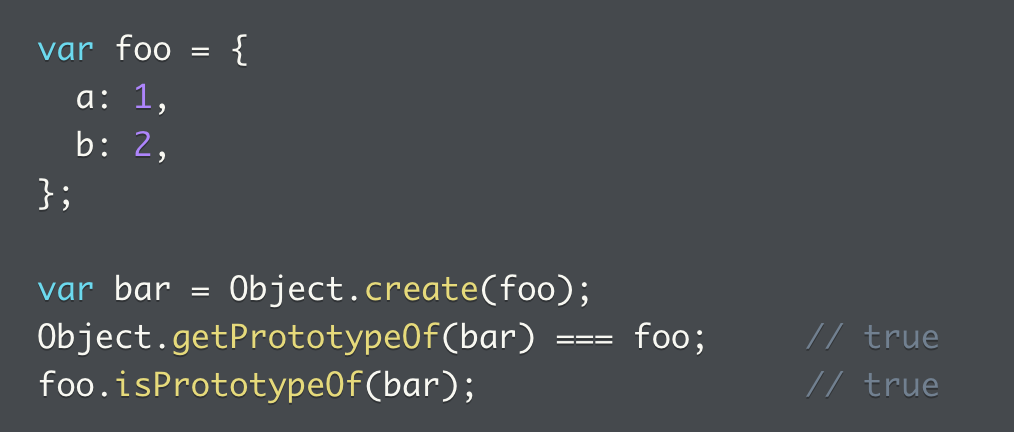 var foo = {
  a: 1,
  b: 2,
};

var bar = Object.create(foo);
Object.getPrototypeOf(bar) === foo;     // true
foo.isPrototypeOf(bar);                 // true